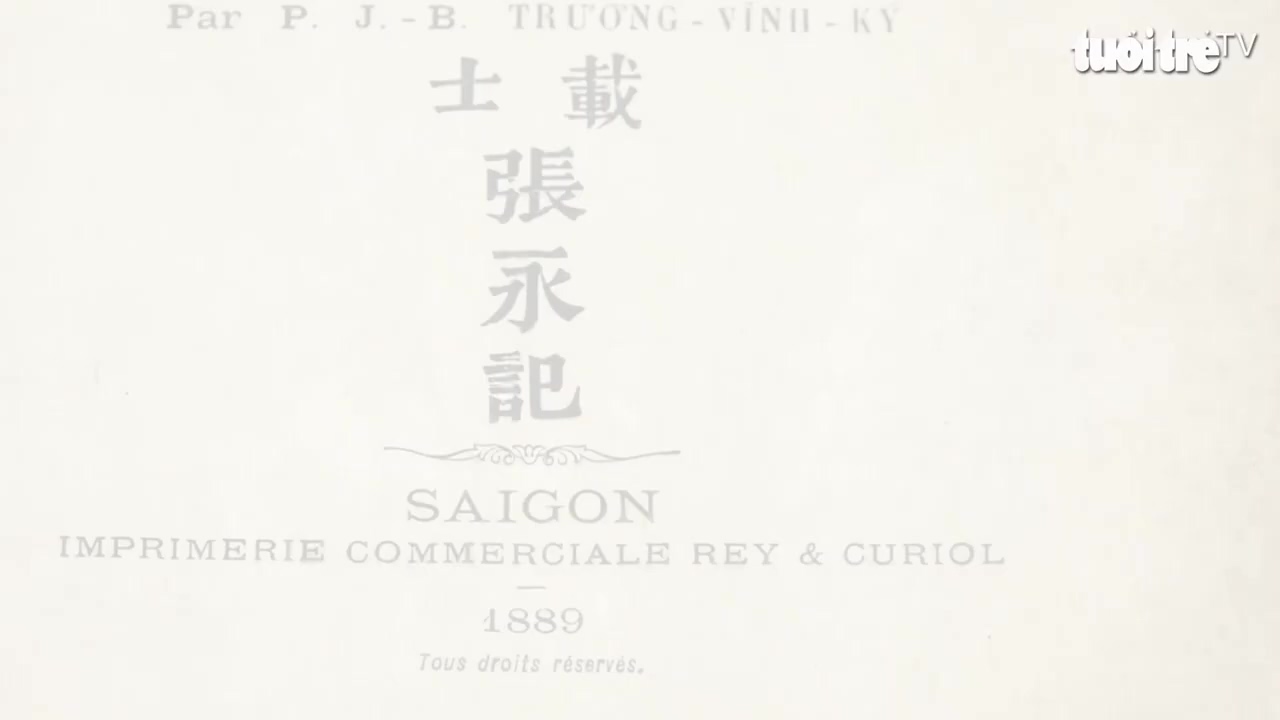 Par P. J.-B. TRƯƠNG-VĨNH-KÝ
tuổi trẻ TV
士 載
張
永
記
SAIGON
IMPRIMERIE COMMERCIALE REY & CURIOL
1889
Tous droits réservés.